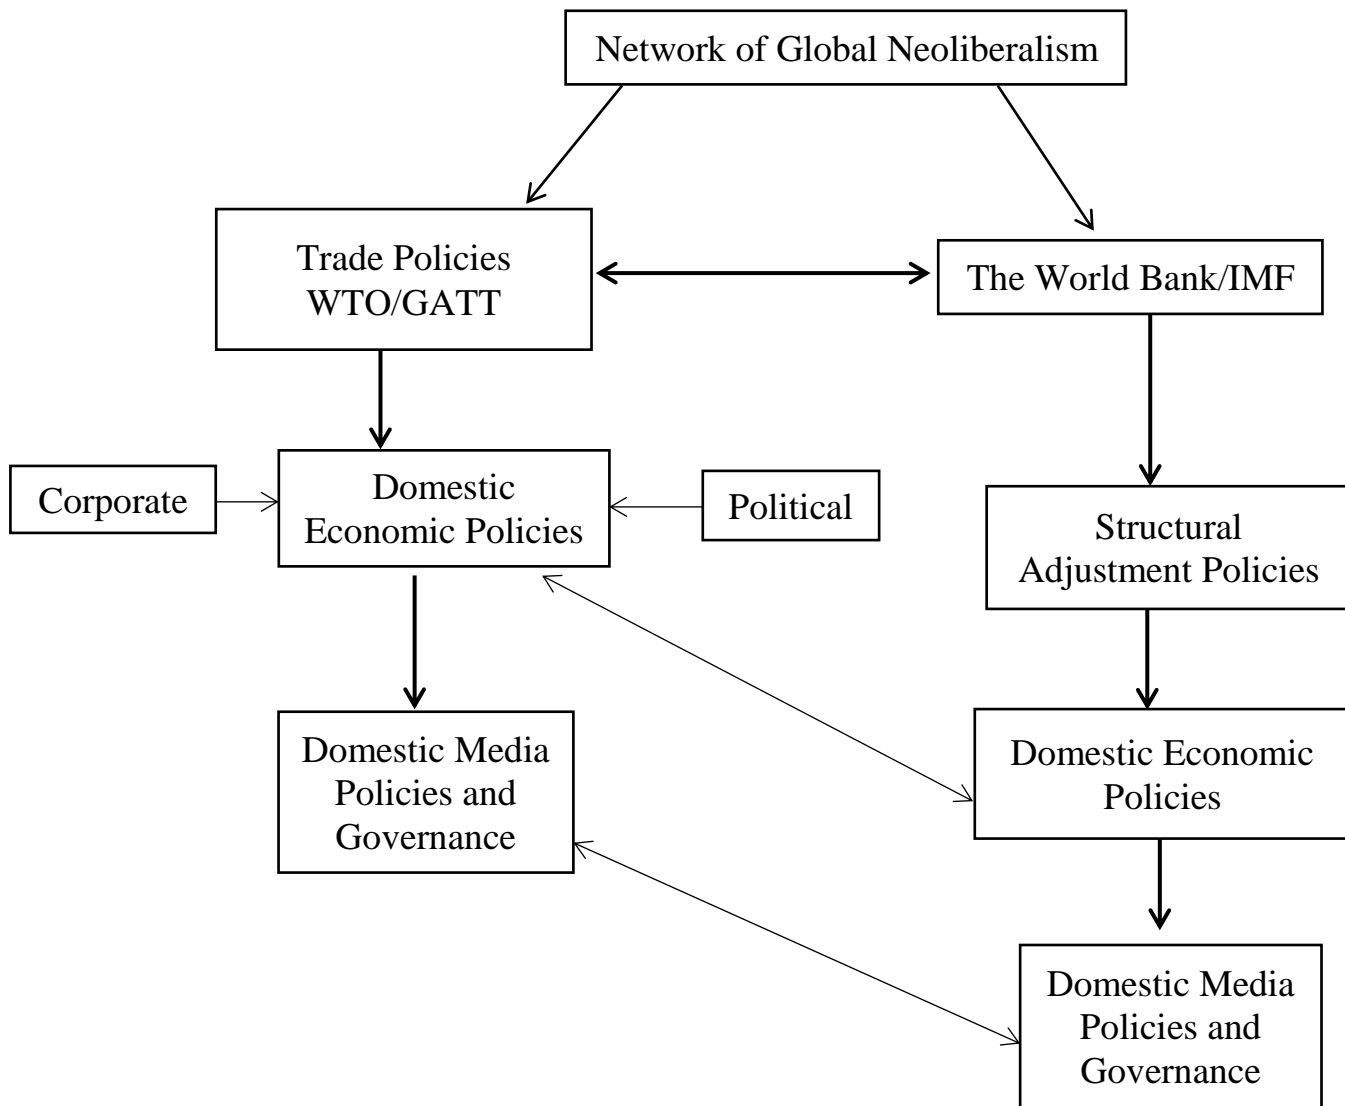 Network of Global Neoliberalism
Trade Policies
WTO/GATT
The World Bank/IMF
Corporate
Domestic
Economic Policies
Political
Structural
Adjustment Policies
Domestic Media
Policies and
Governance
Domestic Economic
Policies
Domestic Media
Policies and
Governance